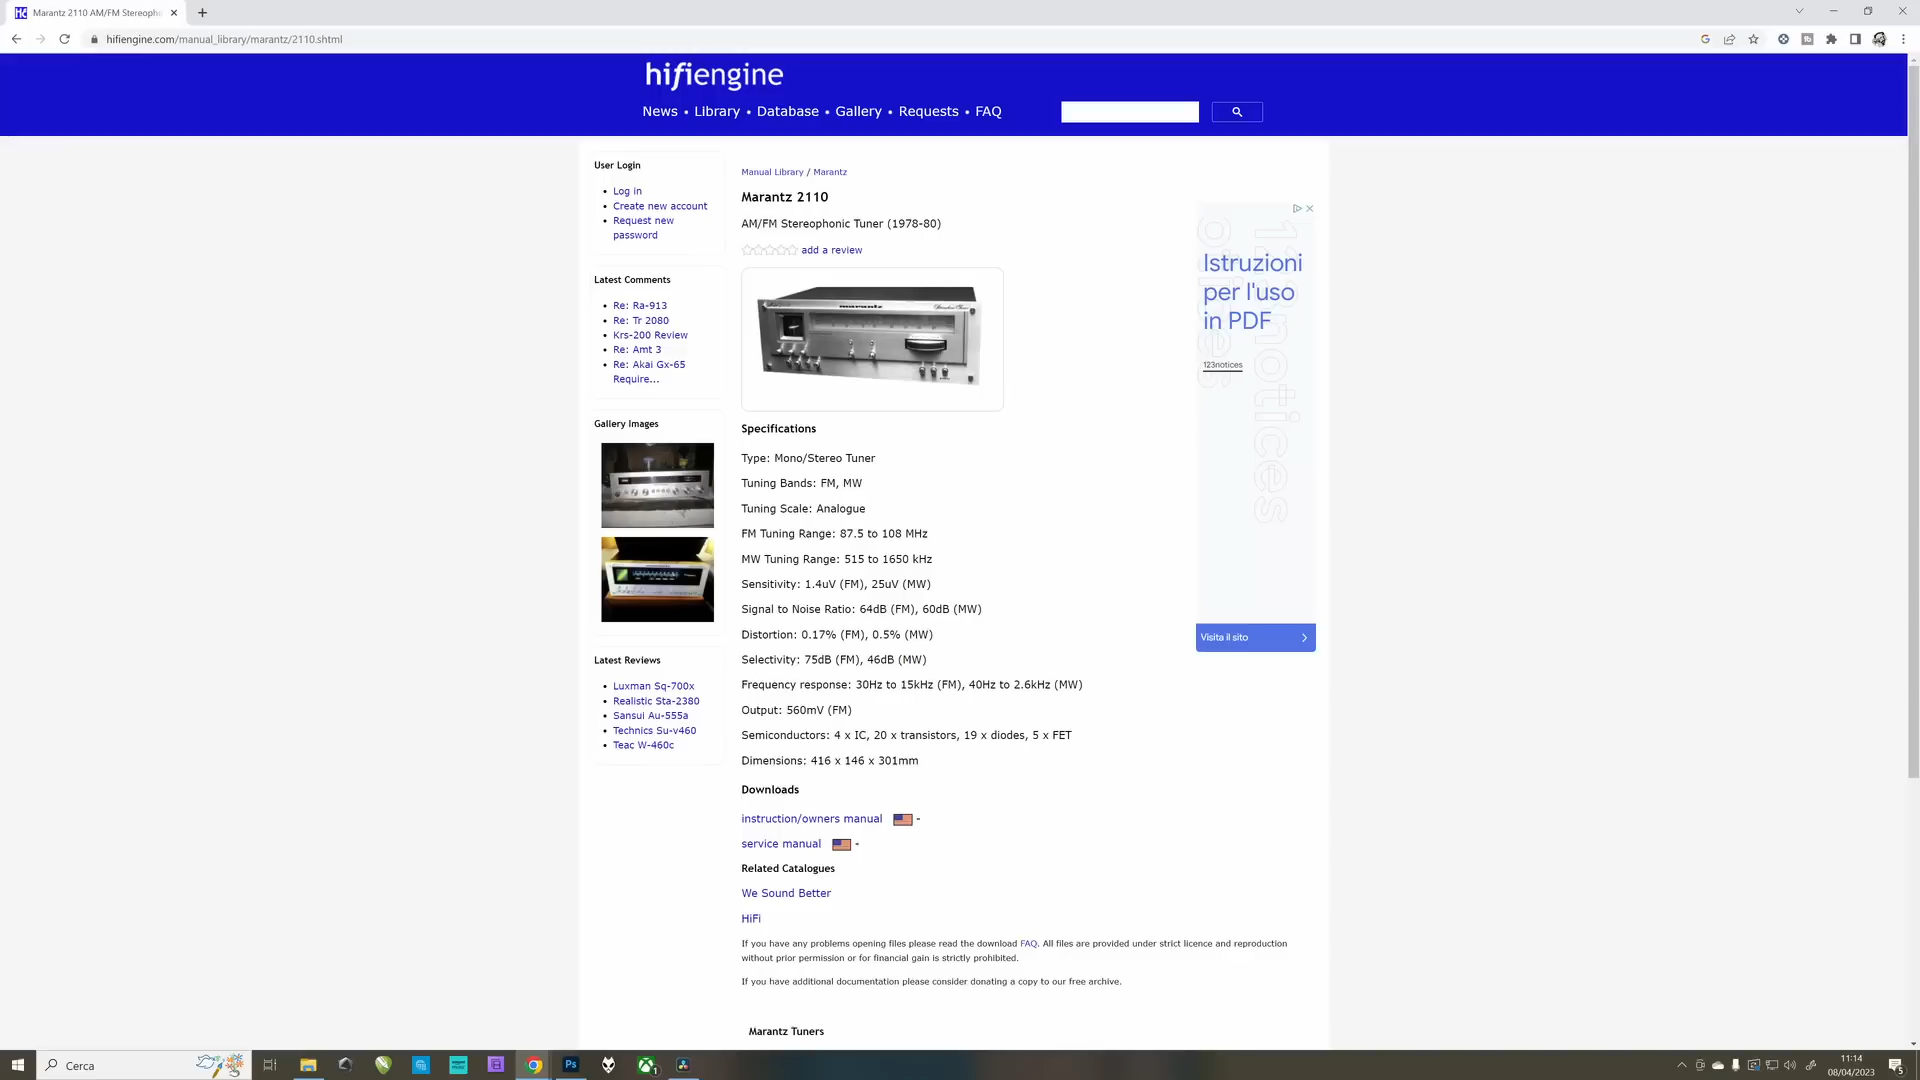 Marantz 2110 AM/FM Stereopho
hifiengine.com/manual_library/marantz/2110.shtml
hifiengine
News • Library • Database • Gallery • Requests • FAQ
User Login
Log in
Create new account
Request new
password
Latest Comments
Re: Ra-913
Re: Tr 2080
Krs-200 Review
Re: Amt 3
Re: Akai Gx-65
Require...
Gallery Images
Latest Reviews
Luxman Sq-700x
Realistic Sta-2380
Sansui Au-555a
Technics Su-v460
Teac W-460c
Manual Library / Marantz
Marantz 2110
AM/FM Stereophonic Tuner (1978-80)
add a review
marantz
Specifications
Type: Mono/Stereo Tuner
Tuning Bands: FM, MW
Tuning Scale: Analogue
FM Tuning Range: 87.5 to 108 MHz
MW Tuning Range: 515 to 1650 kHz
Sensitivity: 1.4uV (FM), 25uV (MW)
Signal to Noise Ratio: 64dB (FM), 60dB (MW)
Distortion: 0.17% (FM), 0.5% (MW)
Selectivity: 75dB (FM), 46dB (MW)
Frequency response: 30Hz to 15kHz (FM), 40Hz to 2.6kHz (MW)
Output: 560mV (FM)
Semiconductors: 4 x IC, 20 x transistors, 19 x diodes, 5 x FET
Dimensions: 416 x 146 x 301mm
Downloads
instruction/owners manual -
service manual -
Related Catalogues
We Sound Better
HiFi
If you have any problems opening files please read the download FAQ. All files are provided under strict licence and reproduction
without prior permission or for financial gain is strictly prohibited.
If you have additional documentation please consider donating a copy to our free archive.
Marantz Tuners
Istruzioni
per l'uso
in PDF
123notices
123notices
Visita il sito
Cerca
Ps
1
11:14
08/04/2023
5